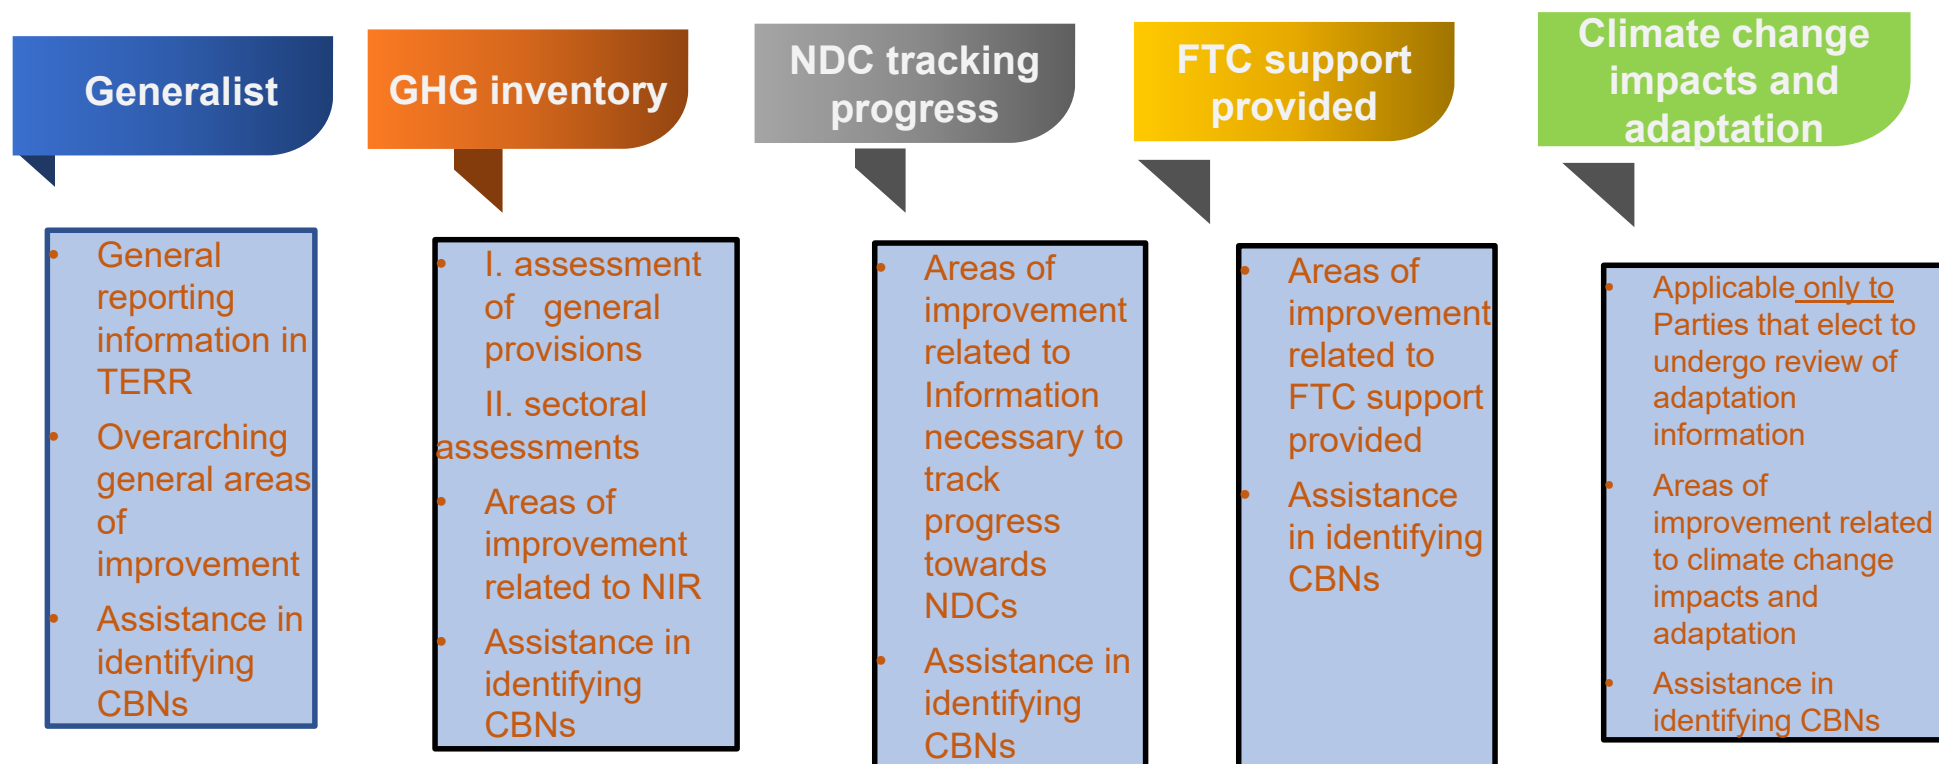 Generalist
GHG inventory
NDC tracking
progress
FTC support
provided
Climate change
impacts and
adaptation
• General
reporting
information in
TERR
• Overarching
general areas
of
improvement
• Assistance in
identifying
CBNs
• I. assessment
of general
provisions
II. sectoral
assessments
• Areas of
improvement
related to NIR
• Assistance in
identifying
CBNs
• Areas of
improvement
related to
Information
necessary to
track
progress
towards
NDCs
• Assistance in
identifying
CBNs
• Areas of
improvement
related to
FTC support
provided
• Assistance
in identifying
CBNs
• Applicable only to
Parties that elect to
undergo review of
adaptation
information
• Areas of
improvement related
to climate change
impacts and
adaptation
• Assistance in
identifying CBNs